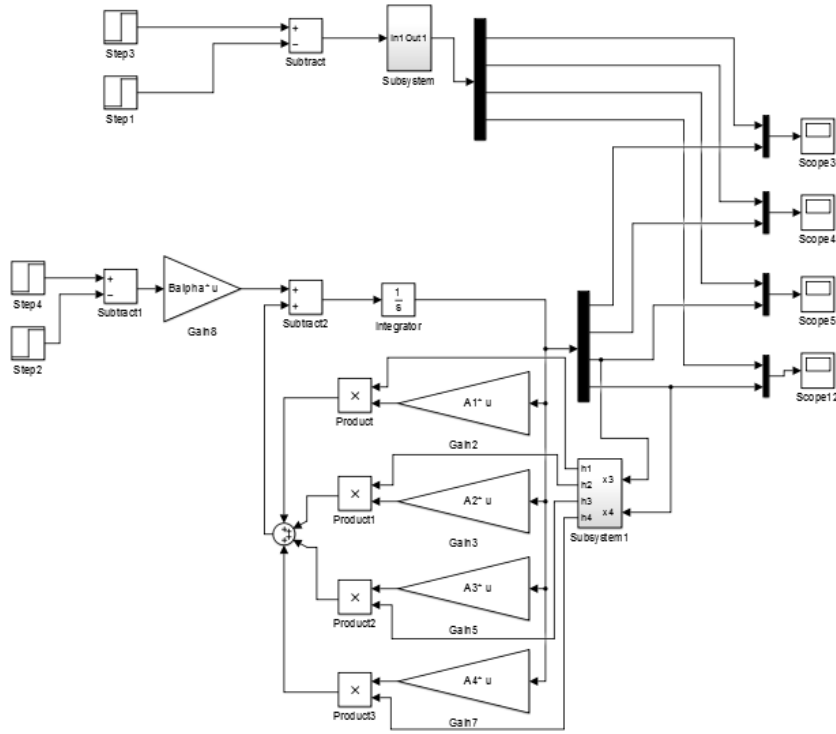 Step3
+
−
Subtract
Step1
In1 Out1
Subsystem
Scope3
Scope4
Scope5
Scope12
Step4
+
−
Subtract1
Step2
Balpha* u
Gain8
+
+
Subtract2
1
s
Integrator
×
Product
A1* u
Gain2
×
Product1
A2* u
Gain3
h1
h2
h3
h4
x3
x4
Subsystem1
×
Product2
A3* u
Gain5
×
Product3
A4* u
Gain7